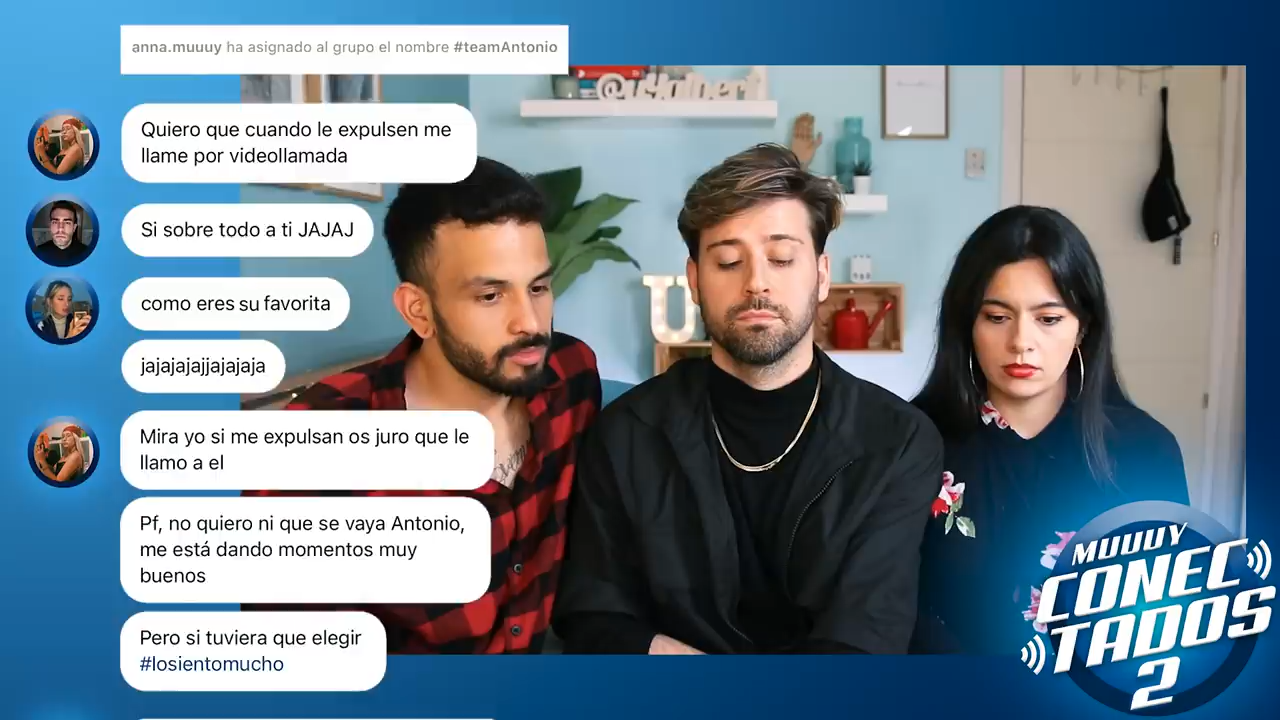 anna.muuuy ha asignado al grupo el nombre #teamAntonio
@uy4lbert
Quiero que cuando le expulsen me
llame por videollamada
Si sobre todo a ti JAJAJ
como eres su favorita
jajajajajjajajaja
U
Mira yo si me expulsan os juro que le
llamo a el
Pf, no quiero ni que se vaya Antonio,
me está dando momentos muy
buenos
Pero si tuviera que elegir
#losientomucho
MUUUY
CONEC
TADOS
2